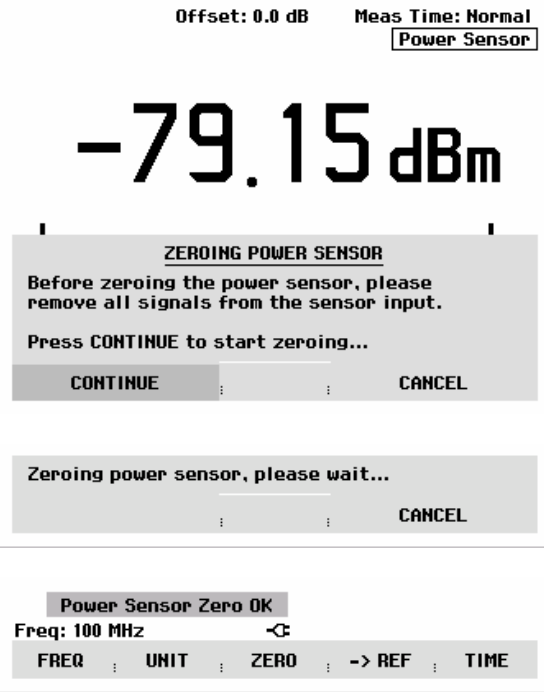 Offset: 0.0 dB Meas Time: Normal
Power Sensor
-79.15 dBm
ZEROING POWER SENSOR
Before zeroing the power sensor, please
remove all signals from the sensor input.
Press CONTINUE to start zeroing...
CONTINUE CANCEL
Zeroing power sensor, please wait...
CANCEL
Power Sensor Zero OK
Freq: 100 MHz
FREQ UNIT ZERO -> REF TIME